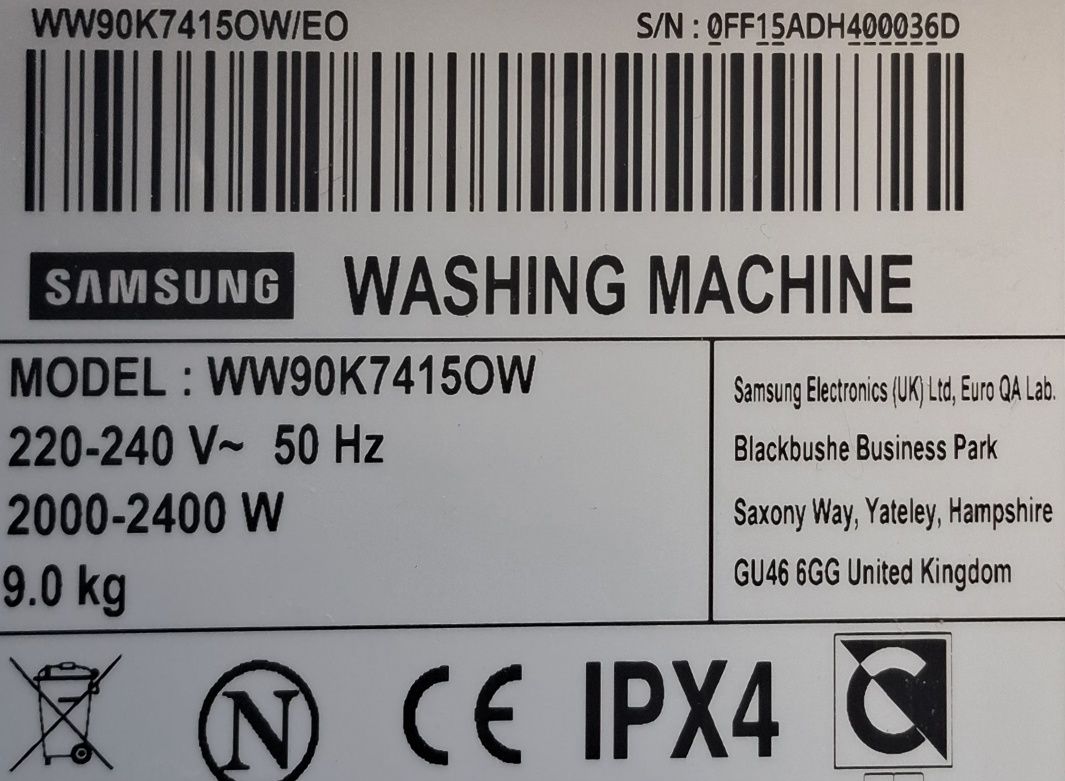 WW90K7415OW/EO
S/N : 0FF15ADH400036D
SAMSUNG WASHING MACHINE
MODEL : WW90K7415OW
220-240 V~ 50 Hz
2000-2400 W
9.0 kg
Samsung Electronics (UK) Ltd, Euro QA Lab.
Blackbushe Business Park
Saxony Way, Yateley, Hampshire
GU46 6GG United Kingdom
N CE IPX4